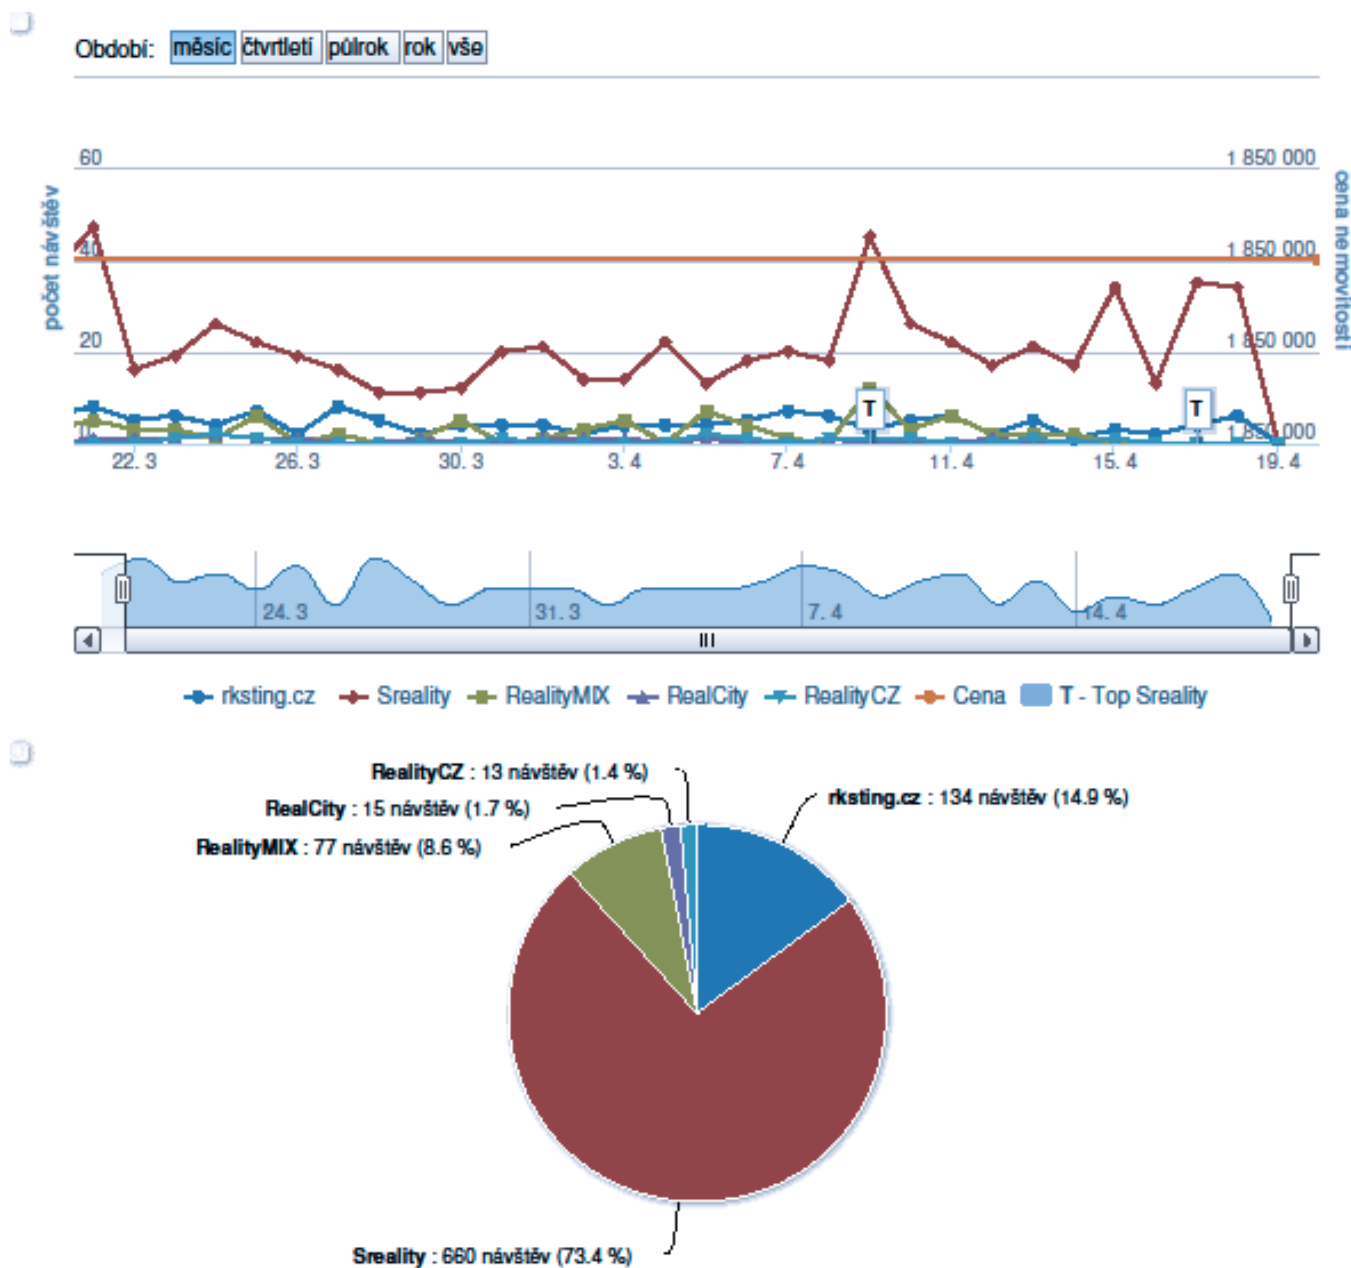 Období: měsíc čtvrtletí půlrok rok vše
60 1 850 000
40 1 850 000
20 1 850 000
0 1 850 000
počet návštěv
cena nemovitosti
T T
22. 3 26. 3 30. 3 3. 4 7. 4 11. 4 15. 4 19. 4
24. 3 31. 3 7. 4 14. 4
rksting.cz Sreality RealityMIX RealCity RealityCZ Cena T - Top Sreality
RealityCZ : 13 návštěv (1.4 %)
rksting.cz : 134 návštěv (14.9 %)
RealCity : 15 návštěv (1.7 %)
RealityMIX : 77 návštěv (8.6 %)
Sreality : 660 návštěv (73.4 %)